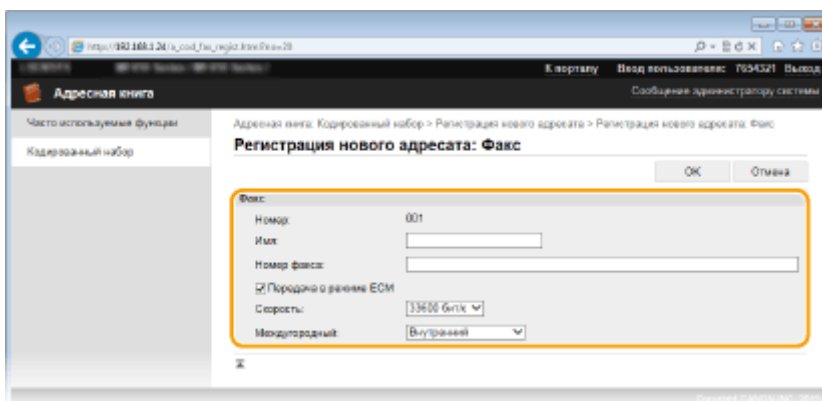 http://192.168.1.24/a_cod_fax_regist.html?no=28
К порталу Вход пользователя: 7654321 Выход
Адресная книга
Сообщение администратору системы
Часто используемые функции
Кодированный набор
Адресная книга: Кодированный набор > Регистрация нового адресата > Регистрация нового адресата: Факс
Регистрация нового адресата: Факс
OK Отмена
Факс
Номер: 001
Имя:
Номер факса:
Передача в режиме ECM
Скорость: 33600 бит/с
Междугородный: Внутренний